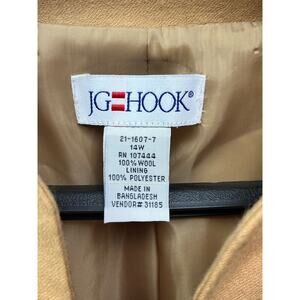 JG HOOK®
21-1607-7
14W
RN 107444
100% WOOL
LINING
100% POLYESTER
MADE IN
BANGLADESH
VENDOR# 31185